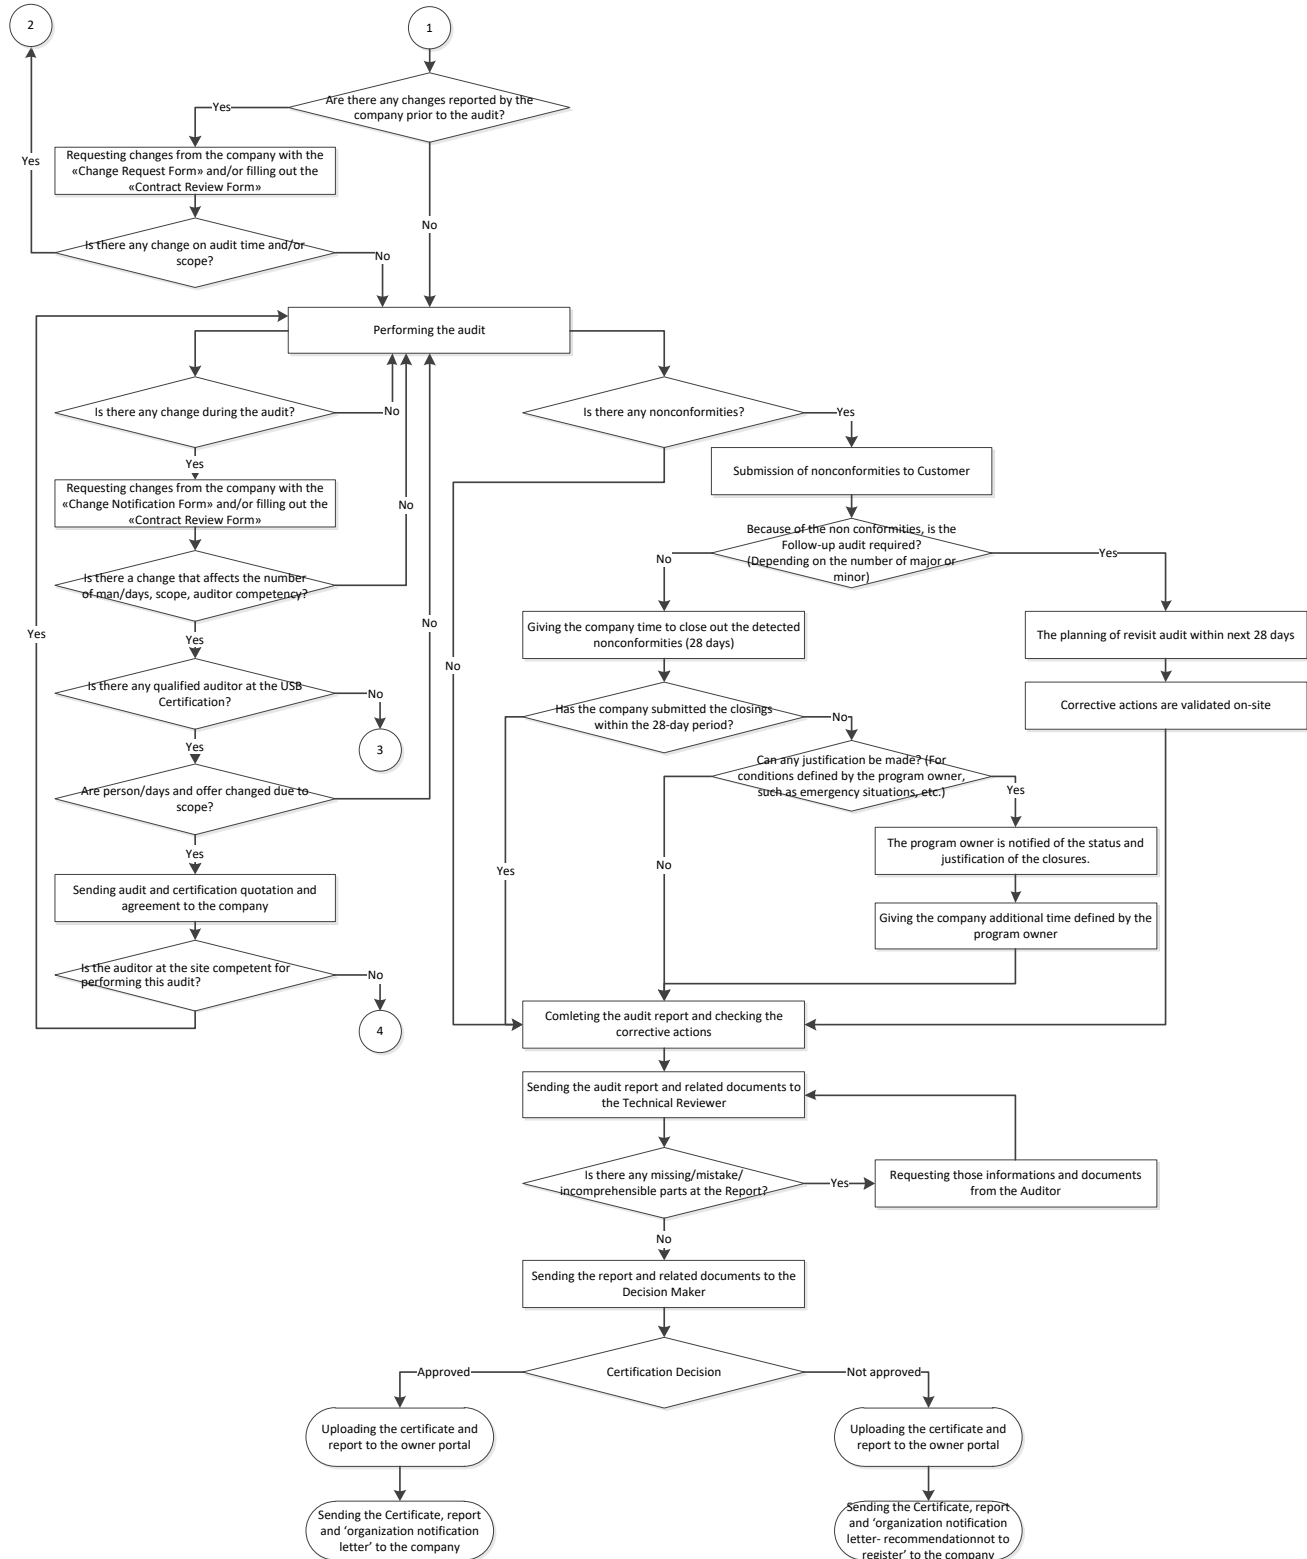 2
1
Are there any changes reported by the
company prior to the audit?
Yes
Requesting changes from the company with the
«Change Request Form» and/or filling out the
«Contract Review Form»
Yes
No
Is there any change on audit time and/or
scope?
No
Performing the audit
Is there any change during the audit?
No
Is there any nonconformities?
Yes
Yes
Submission of nonconformities to Customer
Requesting changes from the company with the
«Change Notification Form» and/or filling out the
«Contract Review Form»
No
Because of the non conformities, is the
Follow-up audit required?
(Depending on the number of major or
minor)
No
Yes
Is there a change that affects the number
of man/days, scope, auditor competency?
Giving the company time to close out the detected
nonconformities (28 days)
The planning of revisit audit within next 28 days
Yes
No
Yes
No
Is there any qualified auditor at the USB
Certification?
No
Has the company submitted the closings
within the 28-day period?
No
Corrective actions are validated on-site
3
Yes
Can any justification be made? (For
conditions defined by the program owner,
such as emergency situations, etc.)
Yes
Are person/days and offer changed due to
scope?
The program owner is notified of the status and
justification of the closures.
Yes
No
Yes
Sending audit and certification quotation and
agreement to the company
Giving the company additional time defined by the
program owner
Is the auditor at the site competent for
performing this audit?
No
4
Comleting the audit report and checking the
corrective actions
Sending the audit report and related documents to
the Technical Reviewer
Is there any missing/mistake/
incomprehensible parts at the Report?
Yes
Requesting those informations and documents
from the Auditor
No
Sending the report and related documents to the
Decision Maker
Certification Decision
Approved
Not approved
Uploading the certificate and
report to the owner portal
Uploading the certificate and
report to the owner portal
Sending the Certificate, report
and ‘organization notification
letter’ to the company
Sending the Certificate, report
and ‘organization notification
letter- recommendationnot to
register’ to the company